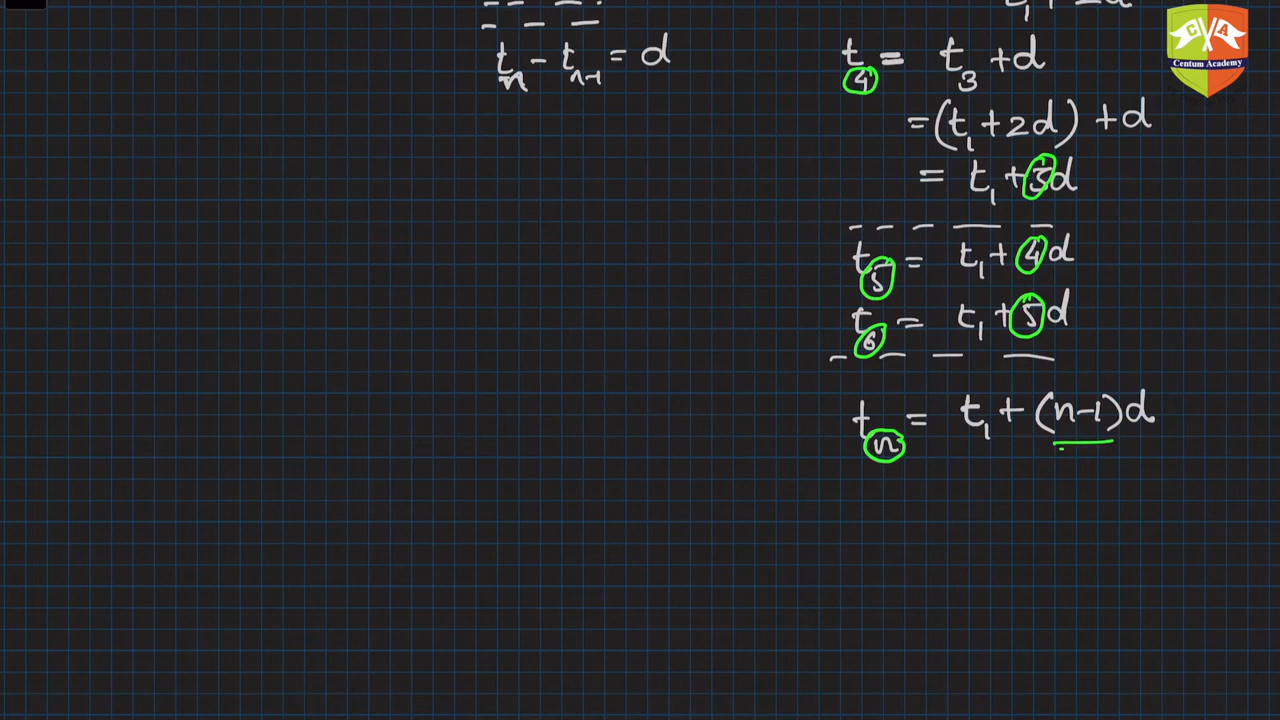 tₙ - tₙ₋₁ = d
t₄ = t₃ + d
= (t₁ + 2d) + d
= t₁ + 3d
t₅ = t₁ + 4d
t₆ = t₁ + 5d
tₙ = t₁ + (n-1)d
C A
Centum Academy